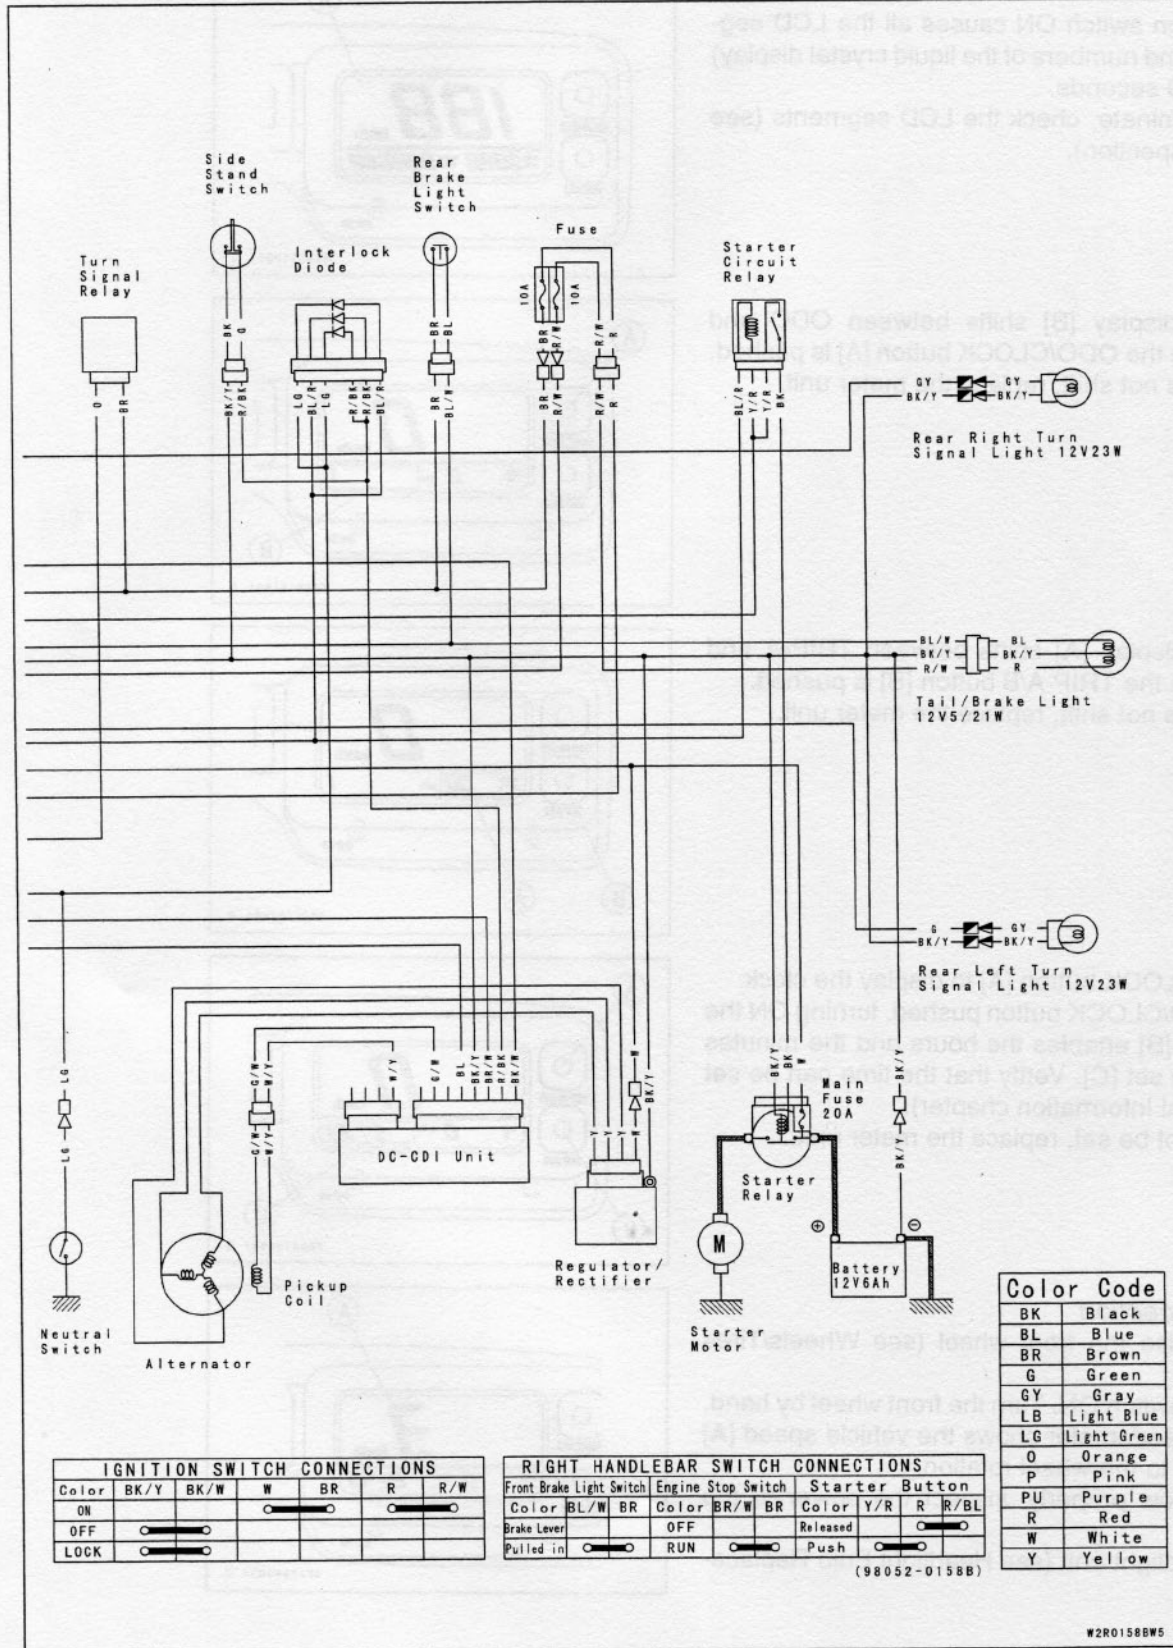 Side
Stand
Switch
Rear
Brake
Light
Switch
Fuse
Turn
Signal
Relay
Interlock
Diode
10A
10A
Starter
Circuit
Relay
BK
G
BR
BL
BR
R/W
R/W
R
O
BR
BK/Y
R/BK
LG
BL/R
LG
R/BK
R/BK
BL/R
BR
BL/W
BR
R/W
R/W
R
BL/R
Y/R
Y/R
BK
GY
GY
BK/Y
BK/Y
Rear Right Turn
Signal Light 12V23W
BL/W
BL
BK/Y
BK/Y
R/W
R
Tail/Brake Light
12V5/21W
G
GY
BK/Y
BK/Y
Rear Left Turn
Signal Light 12V23W
LG
LG
G/W
W/Y
G/W
W/Y
W/Y
G/W
BL
BK/Y
BR/W
R/BK
BK/W
DC-CDI Unit
Y
Y
Y
W
W
BK/Y
BK/Y
BK
W
Main
Fuse
20A
BK/Y
BK/Y
Starter
Relay
⊕
⊖
M
Battery
12V6Ah
Regulator/
Rectifier
Pickup
Coil
Neutral
Switch
Alternator
Starter
Motor
Color Code
BK Black
BL Blue
BR Brown
G Green
GY Gray
LB Light Blue
LG Light Green
O Orange
P Pink
PU Purple
R Red
W White
Y Yellow
IGNITION SWITCH CONNECTIONS
Color BK/Y BK/W W BR R R/W
ON
OFF
LOCK
RIGHT HANDLEBAR SWITCH CONNECTIONS
Front Brake Light Switch Engine Stop Switch Starter Button
Color BL/W BR Color BR/W BR Color Y/R R R/BL
Brake Lever OFF Released
Pulled in RUN Push
(98052-0158B)
W2R0158BW5